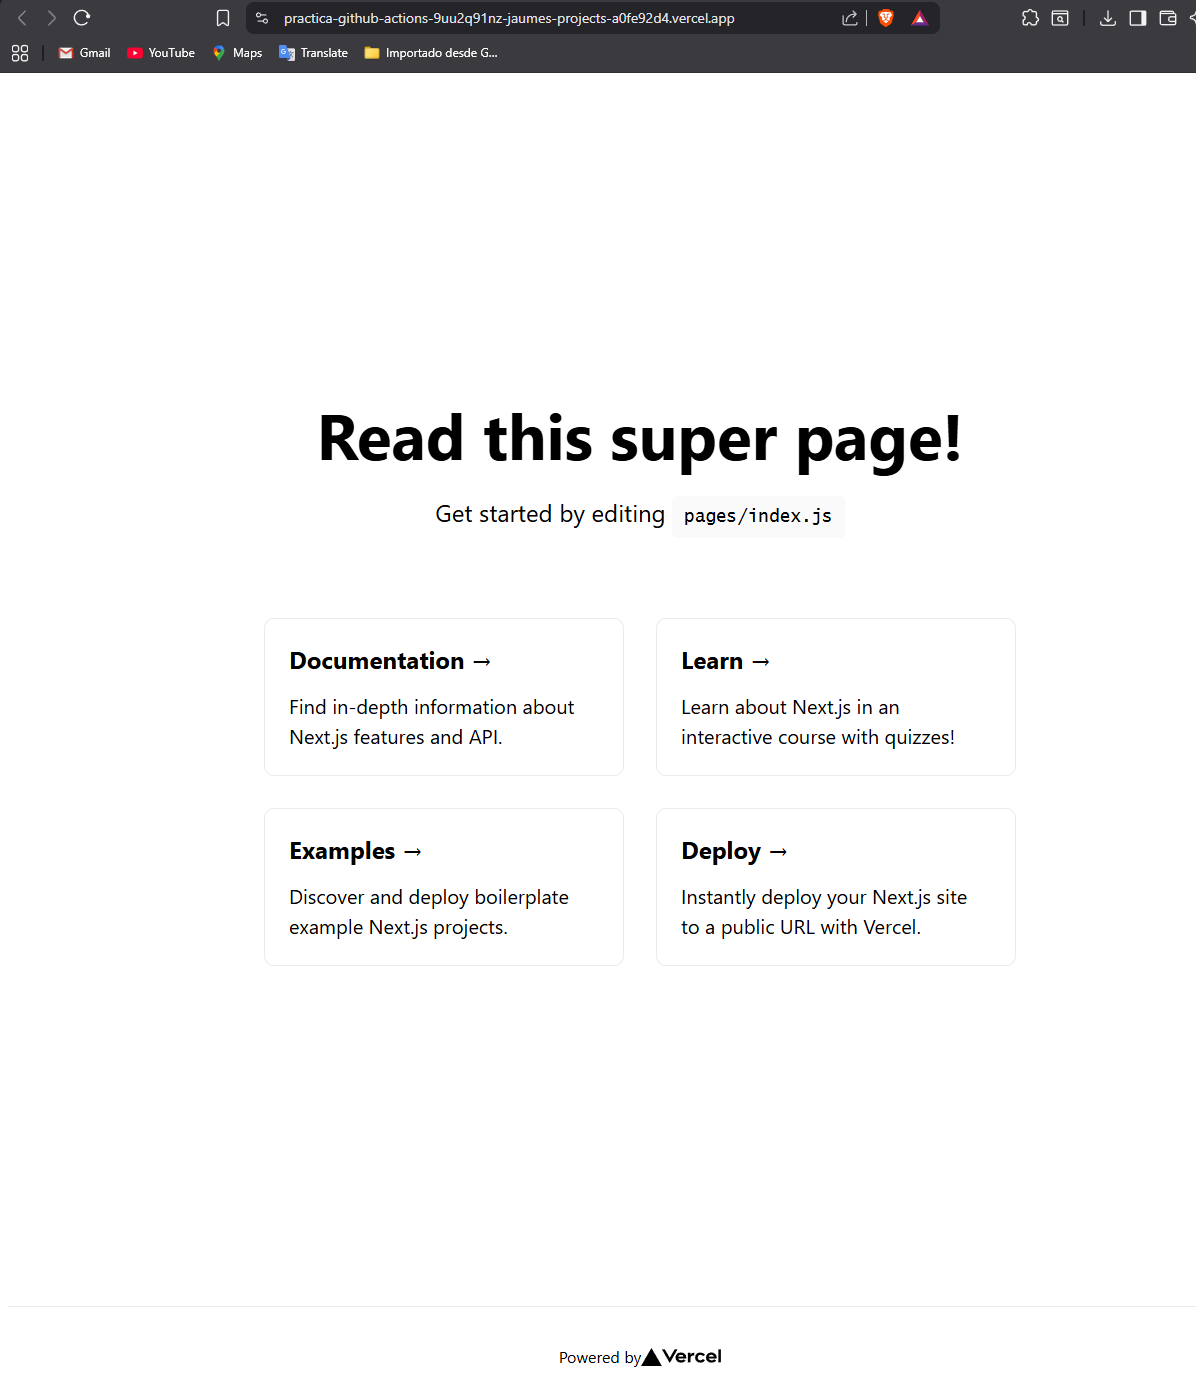 practica-github-actions-9uu2q91nz-jaumes-projects-a0fe92d4.vercel.app
Gmail YouTube Maps Translate Importado desde G...
Read this super page!
Get started by editing pages/index.js
Documentation →
Find in-depth information about
Next.js features and API.
Learn →
Learn about Next.js in an
interactive course with quizzes!
Examples →
Discover and deploy boilerplate
example Next.js projects.
Deploy →
Instantly deploy your Next.js site
to a public URL with Vercel.
Powered by Vercel